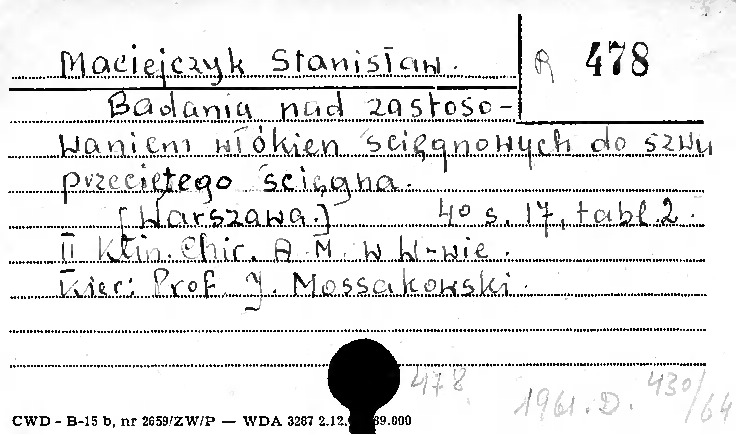 Maciejczyk Stanisław. R 478
Badania nad zastoso-
waniem włókien ścięgnowych do szwu
przeciętego ścięgna.
[Warszawa.] 40 s. 17, tabl. 2.
II Klin. Chir. A. M. w W-wie.
Kier: Prof. J. Mossakowski.
478
1961. D. 430/64
CWD - B-15 b, nr 2659/ZW/P — WDA 3287 2.12. 89.000